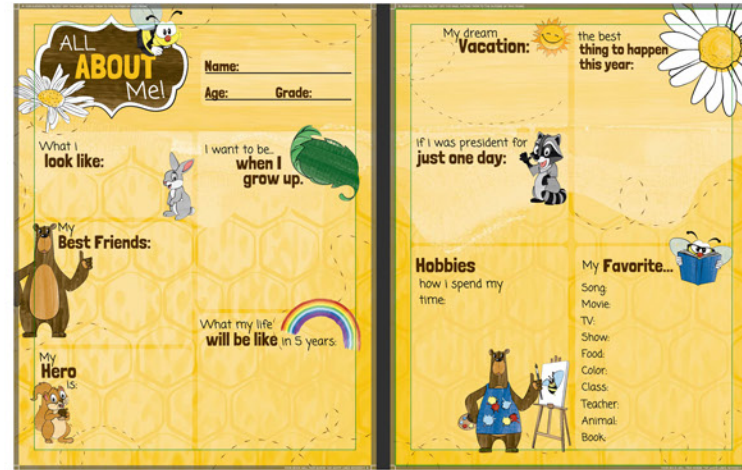 ALL
ABOUT
Me!
Name:
Age: Grade:
What i
look like:
I want to be...
when I
grow up.
My
Best Friends:
What my life'
will be like in 5 years:
My
Hero
is:
My dream
Vacation:
the best
thing to happen
this year:
If I was president for
just one day:
Hobbies
how i spend my
time:
My Favorite...
Song:
Movie:
TV:
Show:
Food:
Color:
Class:
Teacher:
Animal:
Book: